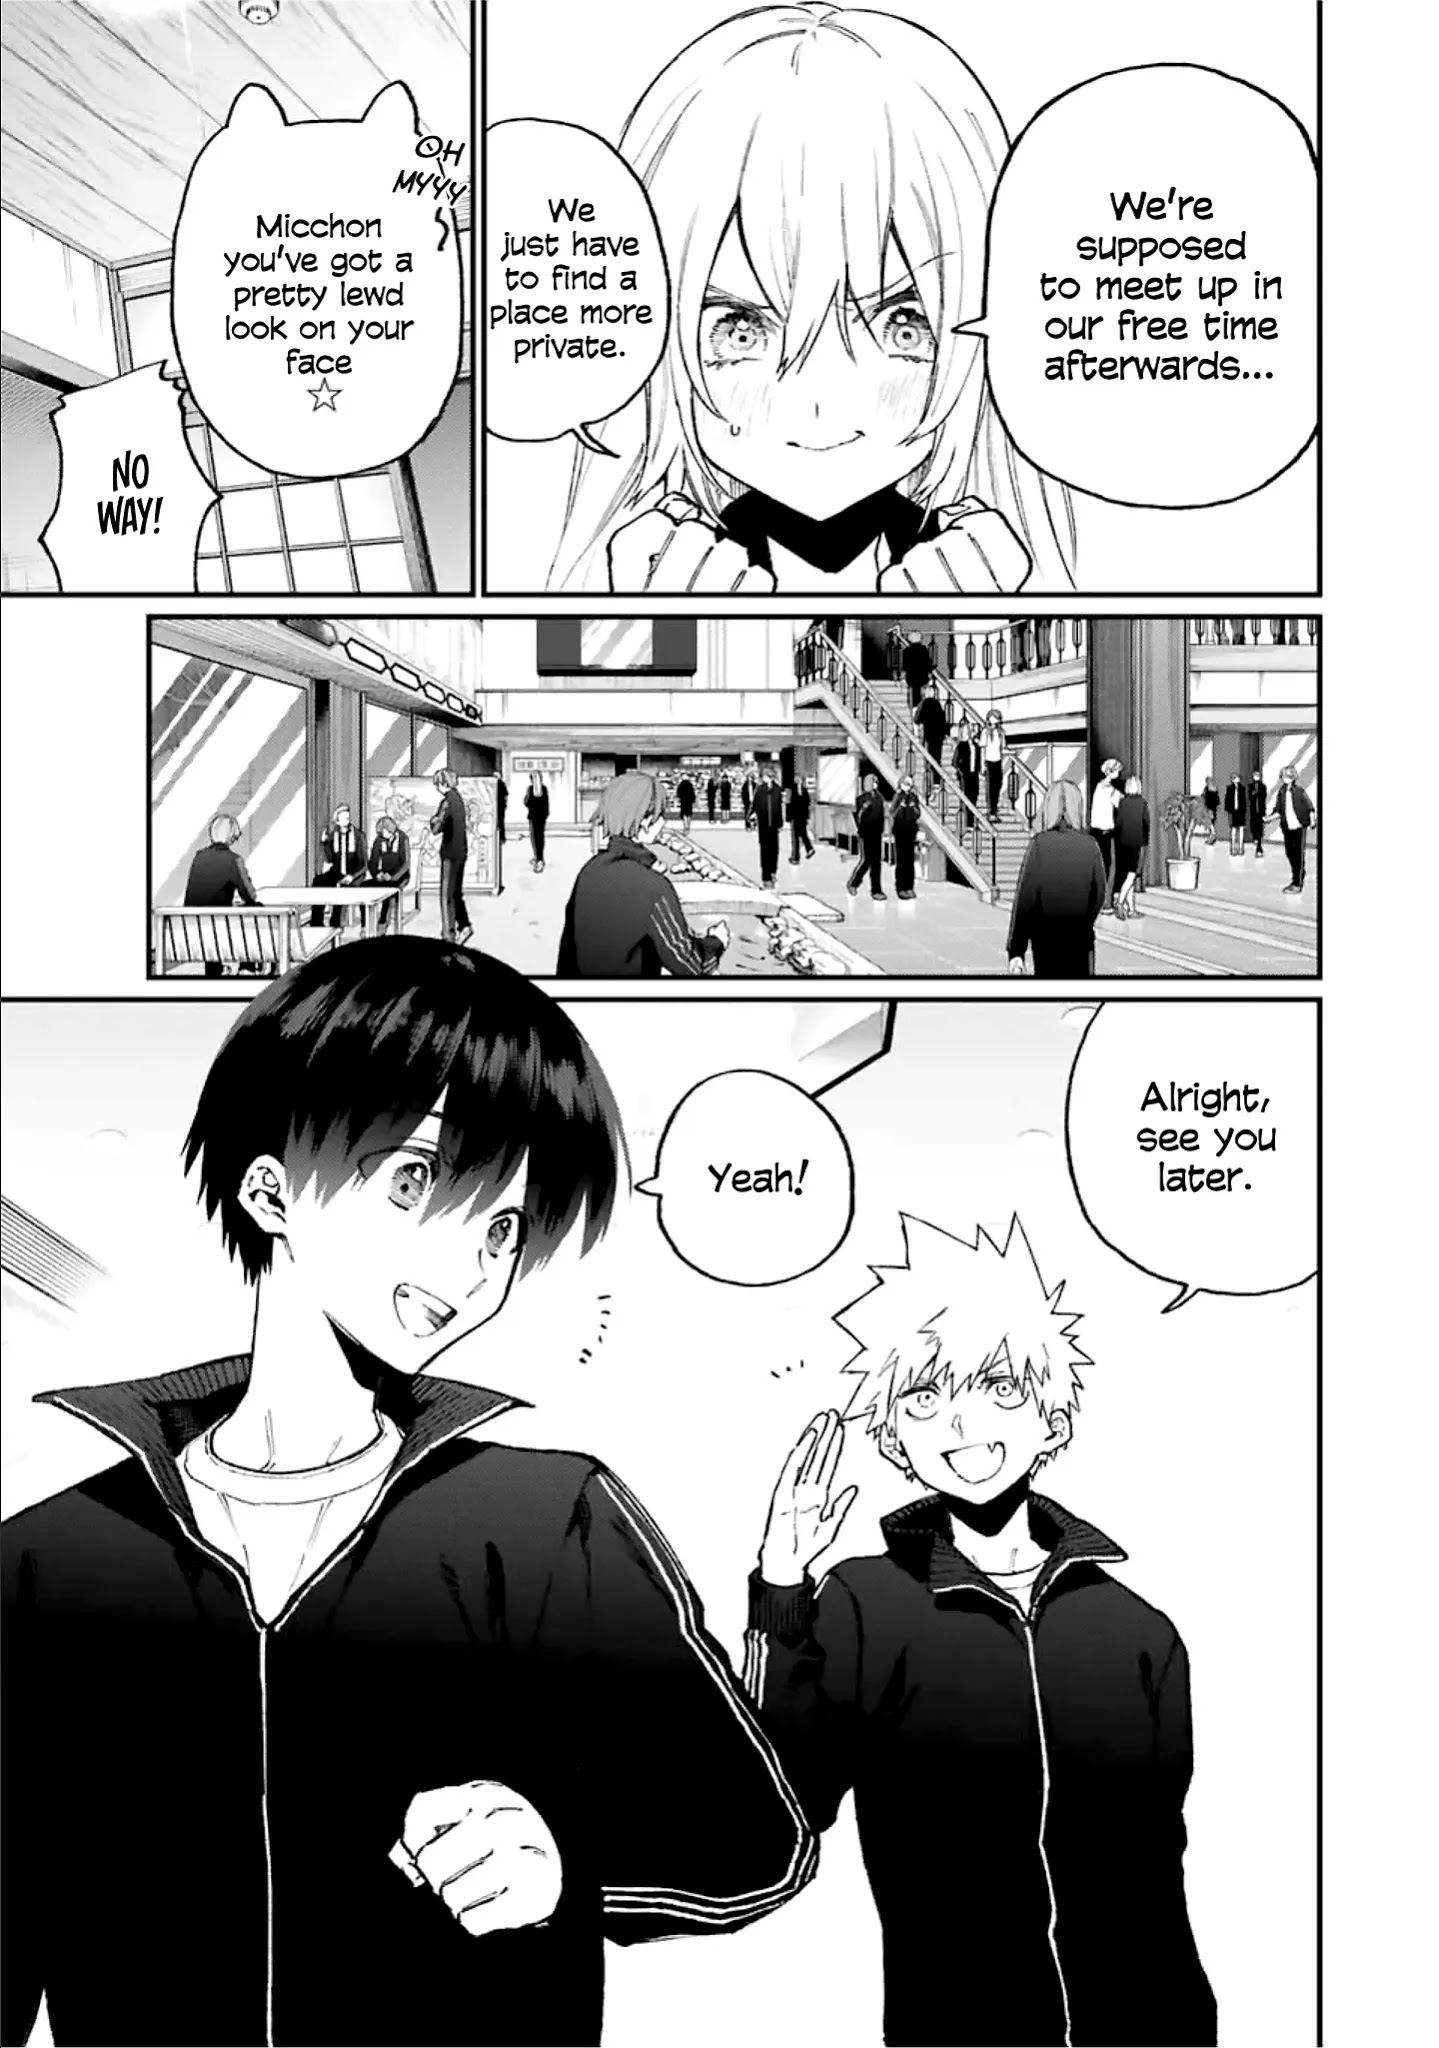 We're
supposed
to meet up in
our free time
afterwards...
We
just have
to find a
place more
private.
OH
MYYY
Micchon
you've got a
pretty lewd
look on your
face
☆
NO
WAY!
Alright,
see you
later.
Yeah!